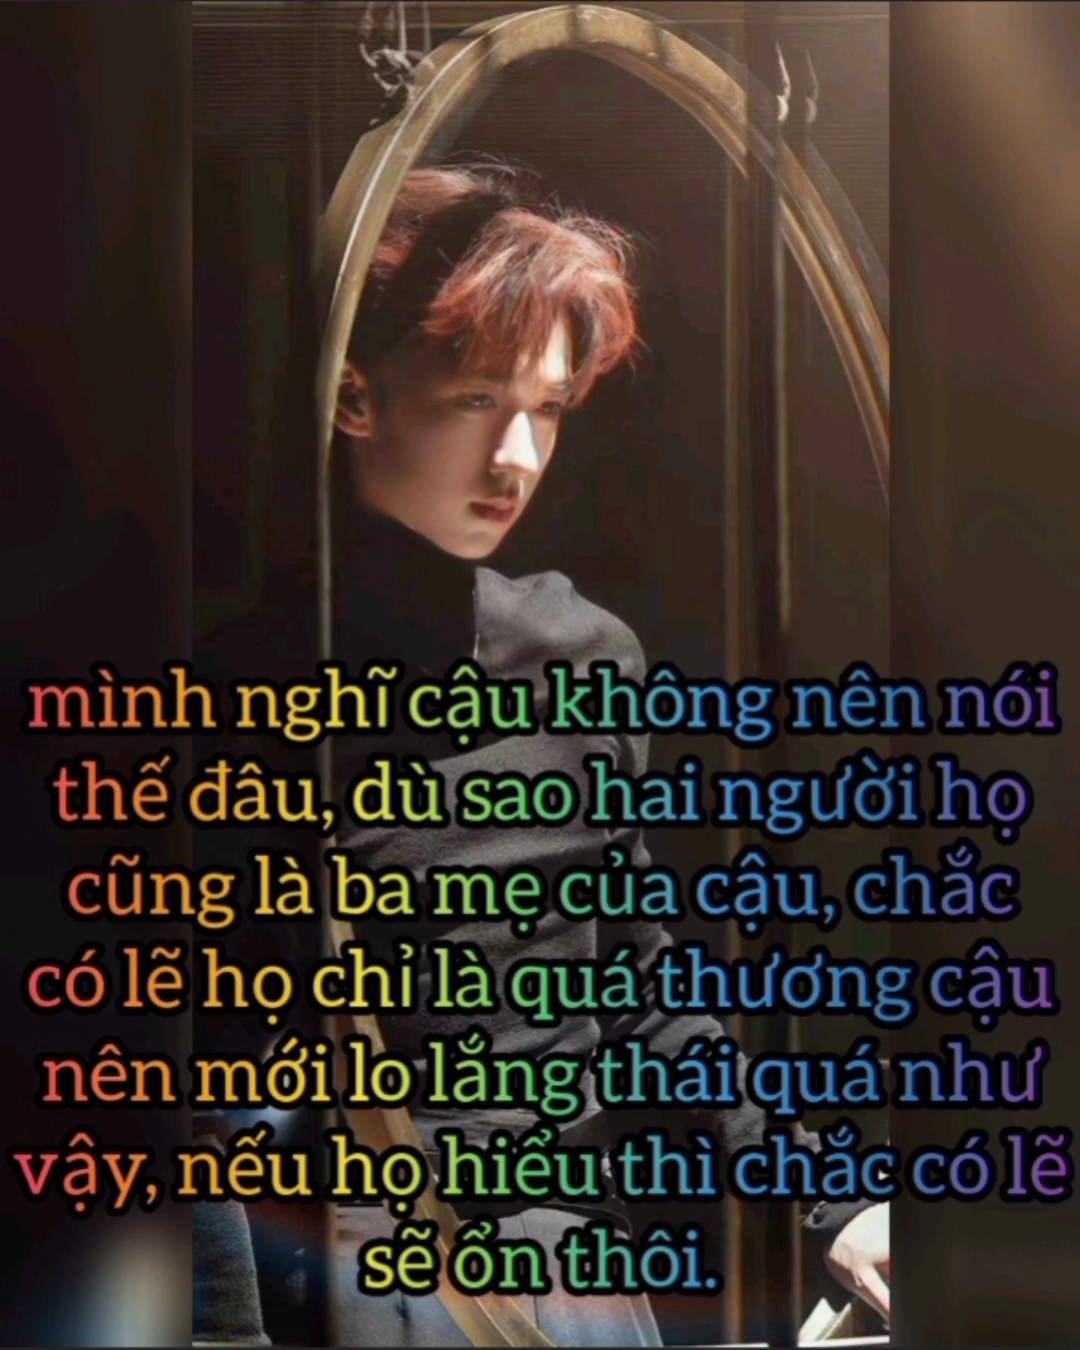 mình nghĩ cậu không nên nói
thế đâu, dù sao hai người họ
cũng là ba mẹ của cậu, chắc
có lẽ họ chỉ là quá thương cậu
nên mới lo lắng thái quá như
vậy, nếu họ hiểu thì chắc có lẽ
sẽ ổn thôi.